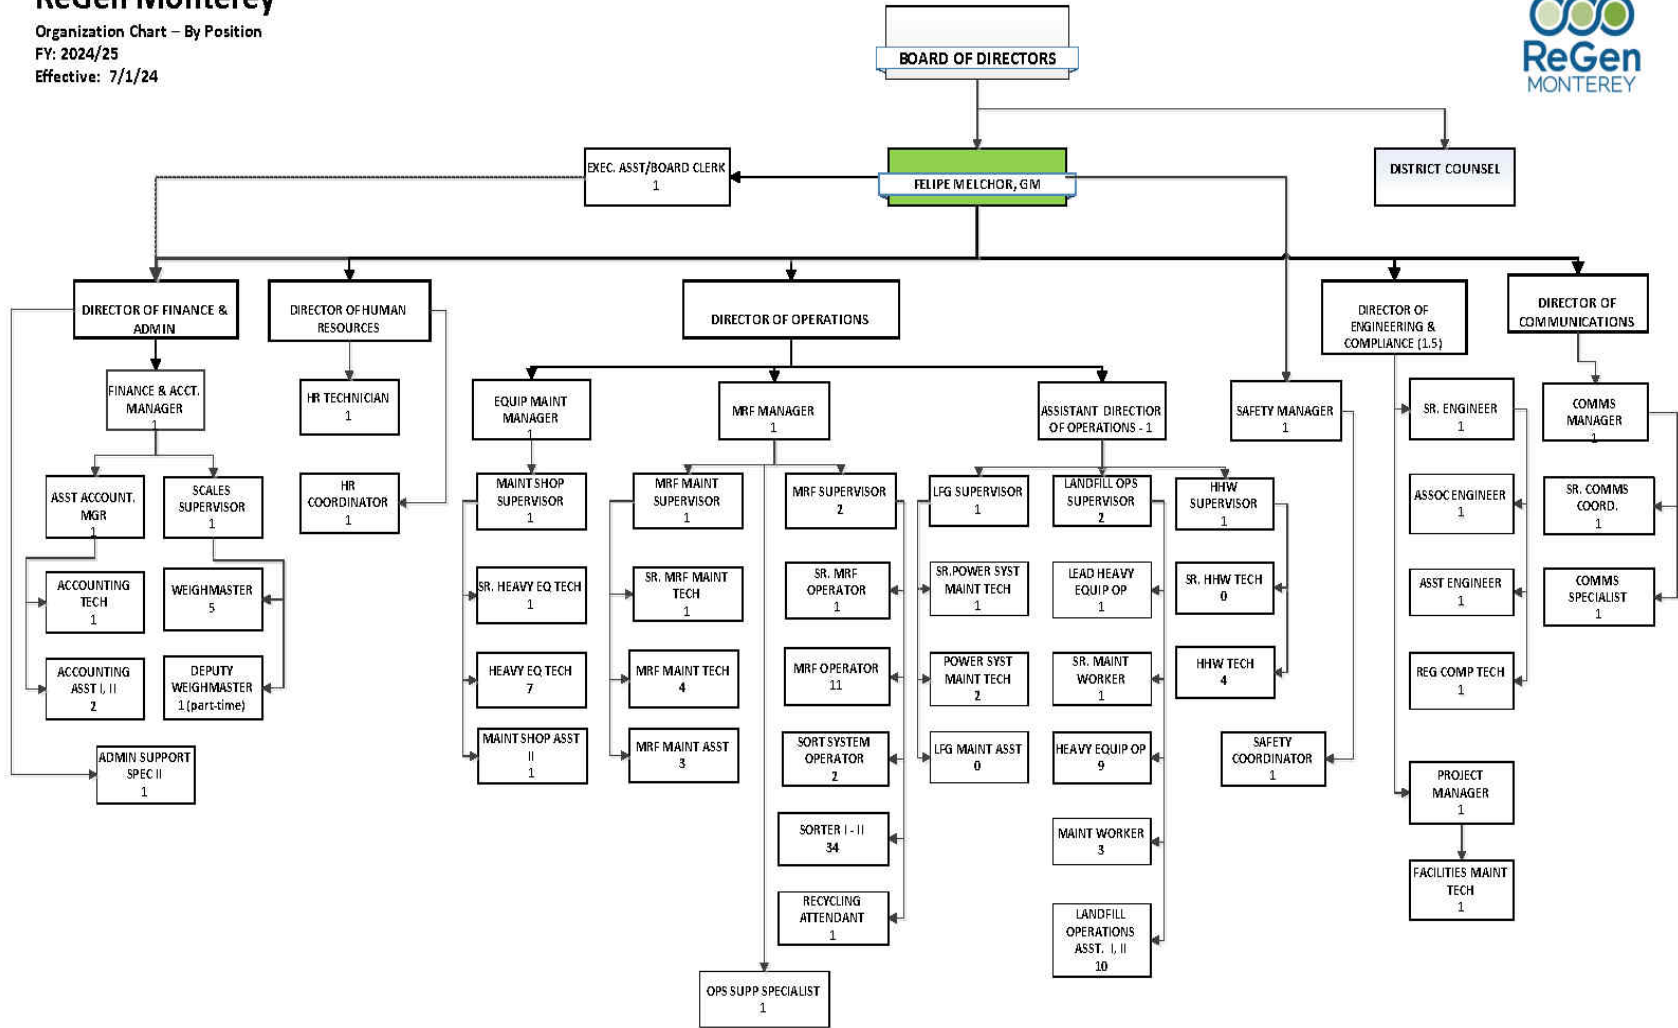 ReGen Monterey
Organization Chart – By Position
FY: 2024/25
Effective: 7/1/24
BOARD OF DIRECTORS
ReGen
MONTEREY
EXEC. ASST/BOARD CLERK
1
FELIPE MELCHOR, GM
DISTRICT COUNSEL
DIRECTOR OF FINANCE &
ADMIN
DIRECTOR OF HUMAN
RESOURCES
DIRECTOR OF OPERATIONS
DIRECTOR OF
ENGINEERING &
COMPLIANCE (1.5)
DIRECTOR OF
COMMUNICATIONS
FINANCE & ACCT.
MANAGER
1
HR TECHNICIAN
1
EQUIP MAINT
MANAGER
1
MRF MANAGER
1
ASSISTANT DIRECTIOR
OF OPERATIONS - 1
SAFETY MANAGER
1
SR. ENGINEER
1
COMMS
MANAGER
1
ASST ACCOUNT.
MGR
1
SCALES
SUPERVISOR
1
HR
COORDINATOR
1
MAINT SHOP
SUPERVISOR
1
MRF MAINT
SUPERVISOR
1
MRF SUPERVISOR
2
LFG SUPERVISOR
1
LANDFILL OPS
SUPERVISOR
2
HHW
SUPERVISOR
1
ASSOC ENGINEER
1
SR. COMMS
COORD.
1
ACCOUNTING
TECH
1
WEIGHMASTER
5
SR. HEAVY EQ TECH
1
SR. MRF MAINT
TECH
1
SR. MRF
OPERATOR
1
SR.POWER SYST
MAINT TECH
1
LEAD HEAVY
EQUIP OP
1
SR. HHW TECH
0
ASST ENGINEER
1
COMMS
SPECIALIST
1
ACCOUNTING
ASST I, II
2
DEPUTY
WEIGHMASTER
1 (part-time)
HEAVY EQ TECH
7
MRF MAINT TECH
4
MRF OPERATOR
11
POWER SYST
MAINT TECH
2
SR. MAINT
WORKER
1
HHW TECH
4
REG COMP TECH
1
ADMIN SUPPORT
SPEC II
1
MAINT SHOP ASST
II
1
MRF MAINT ASST
3
SORT SYSTEM
OPERATOR
2
LFG MAINT ASST
0
HEAVY EQUIP OP
9
SAFETY
COORDINATOR
1
PROJECT
MANAGER
1
SORTER I - II
34
MAINT WORKER
3
FACILITIES MAINT
TECH
1
RECYCLING
ATTENDANT
1
LANDFILL
OPERATIONS
ASST. I, II
10
OPS SUPP SPECIALIST
1